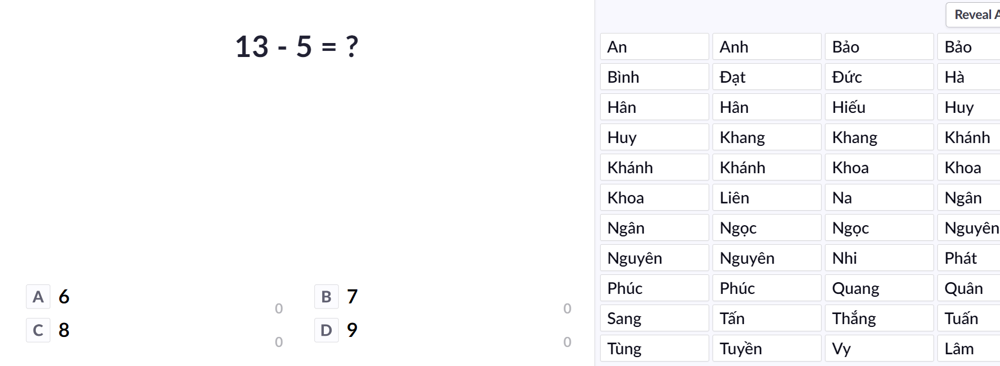 13 - 5 = ?
A 6 0
B 7 0
C 8 0
D 9 0
Reveal A
An Anh Bảo Bảo
Bình Đạt Đức Hà
Hân Hân Hiếu Huy
Huy Khang Khang Khánh
Khánh Khánh Khoa Khoa
Khoa Liên Na Ngân
Ngân Ngọc Ngọc Nguyên
Nguyên Nguyên Nhi Phát
Phúc Phúc Quang Quân
Sang Tấn Thắng Tuấn
Tùng Tuyền Vy Lâm